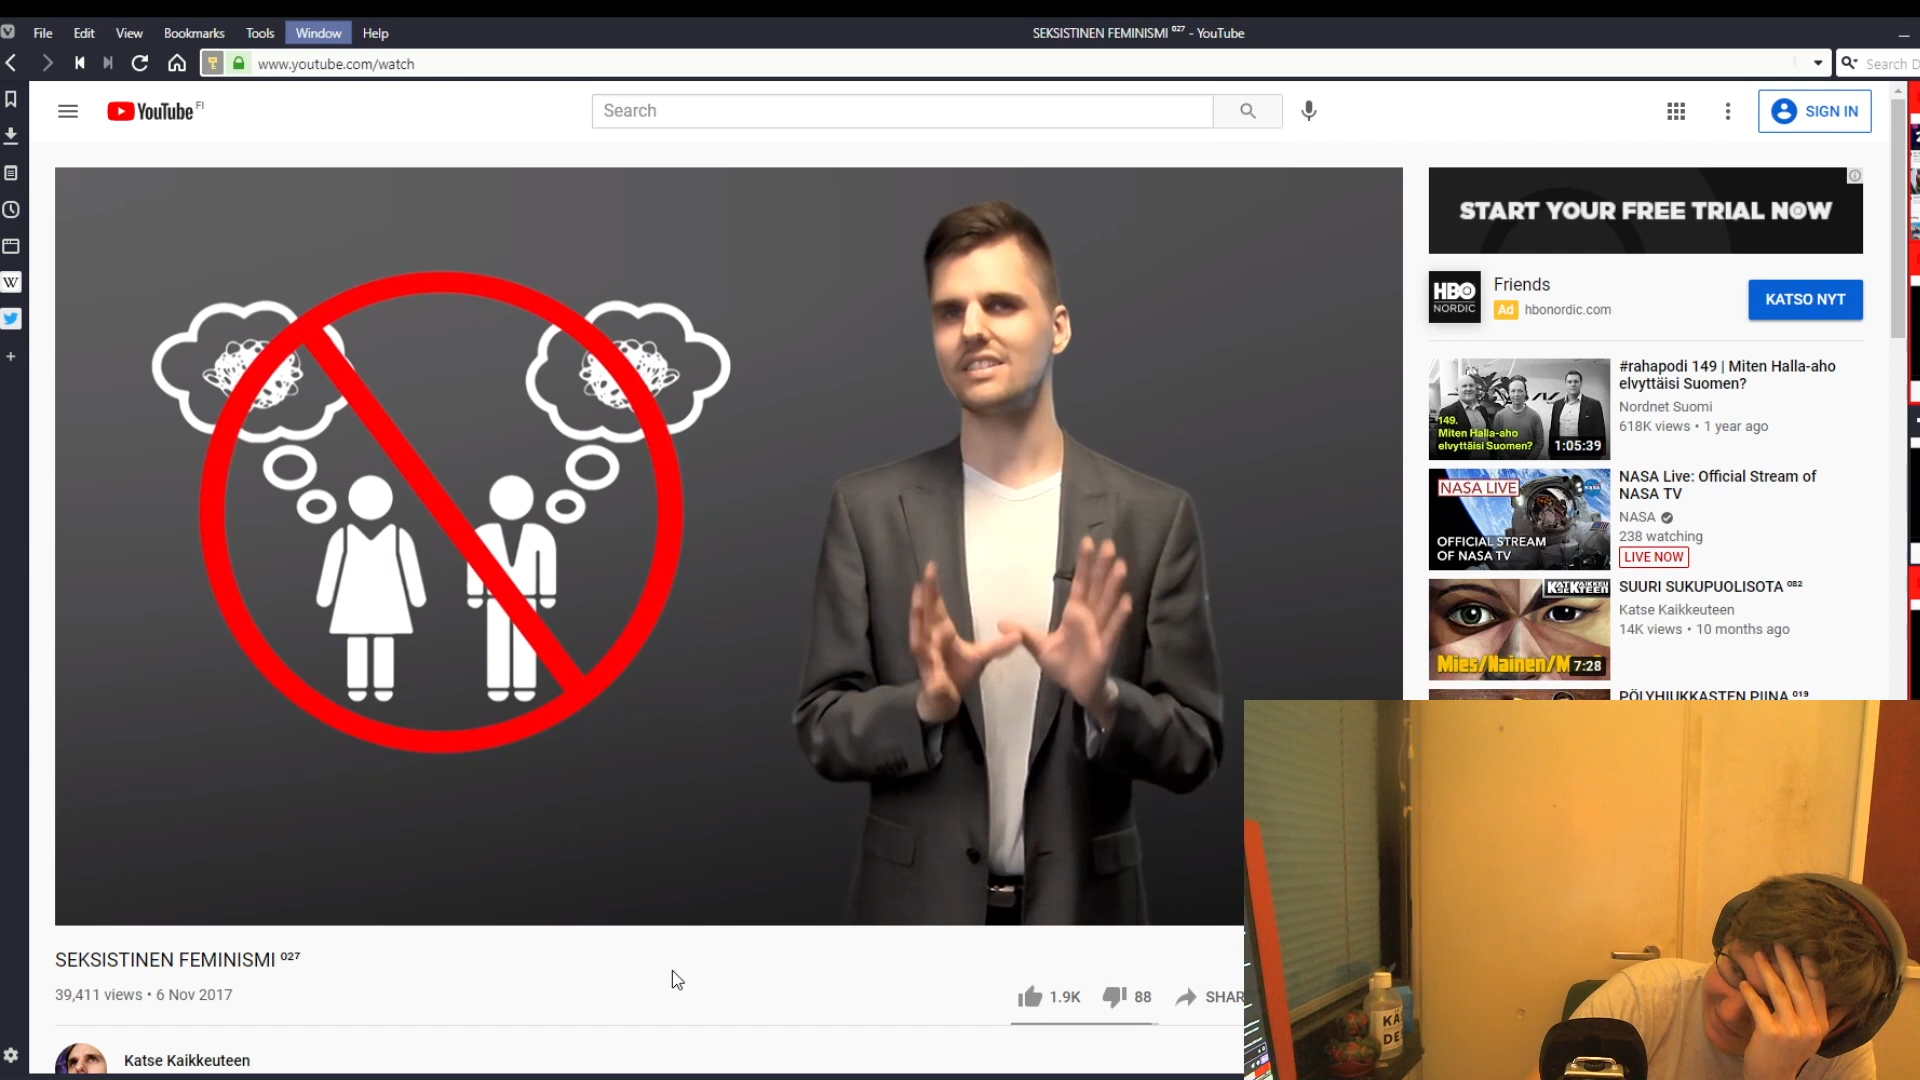 File Edit View Bookmarks Tools Window Help
SEKSISTINEN FEMINISMI 027 - YouTube
www.youtube.com/watch
Search D
YouTube FI
Search
SIGN IN
START YOUR FREE TRIAL NOW
HBO
NORDIC
Friends
Ad hbonordic.com
KATSO NYT
149.
Miten Halla-aho
elvyttäisi Suomen?
1:05:39
#rahapodi 149 | Miten Halla-aho
elvyttäisi Suomen?
Nordnet Suomi
618K views • 1 year ago
NASA LIVE
OFFICIAL STREAM
OF NASA TV
NASA Live: Official Stream of
NASA TV
NASA
238 watching
LIVE NOW
Mies/Nainen/M
7:28
SUURI SUKUPUOLISOTA 082
Katse Kaikkeuteen
14K views • 10 months ago
PÖLYHIUKKASTEN PIINA 019
SEKSISTINEN FEMINISMI 027
39,411 views • 6 Nov 2017
1.9K
88
SHAR
Katse Kaikkeuteen
W